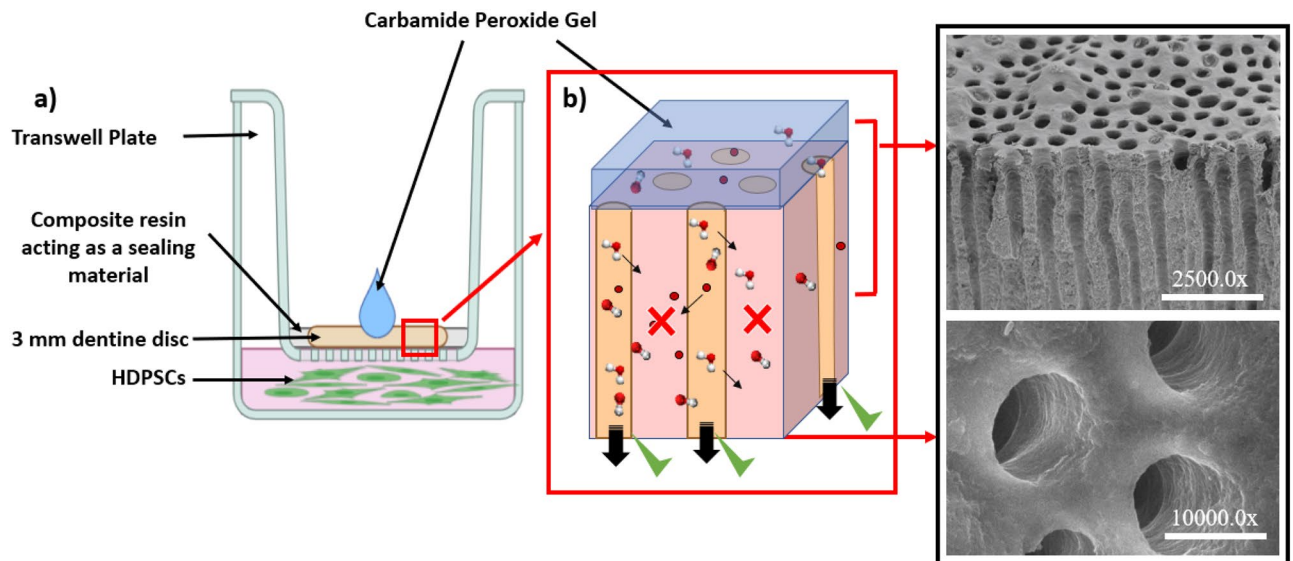 Carbamide Peroxide Gel
a)
b)
Transwell Plate
Composite resin
acting as a sealing
material
3 mm dentine disc
HDPSCs
2500.0x
10000.0x